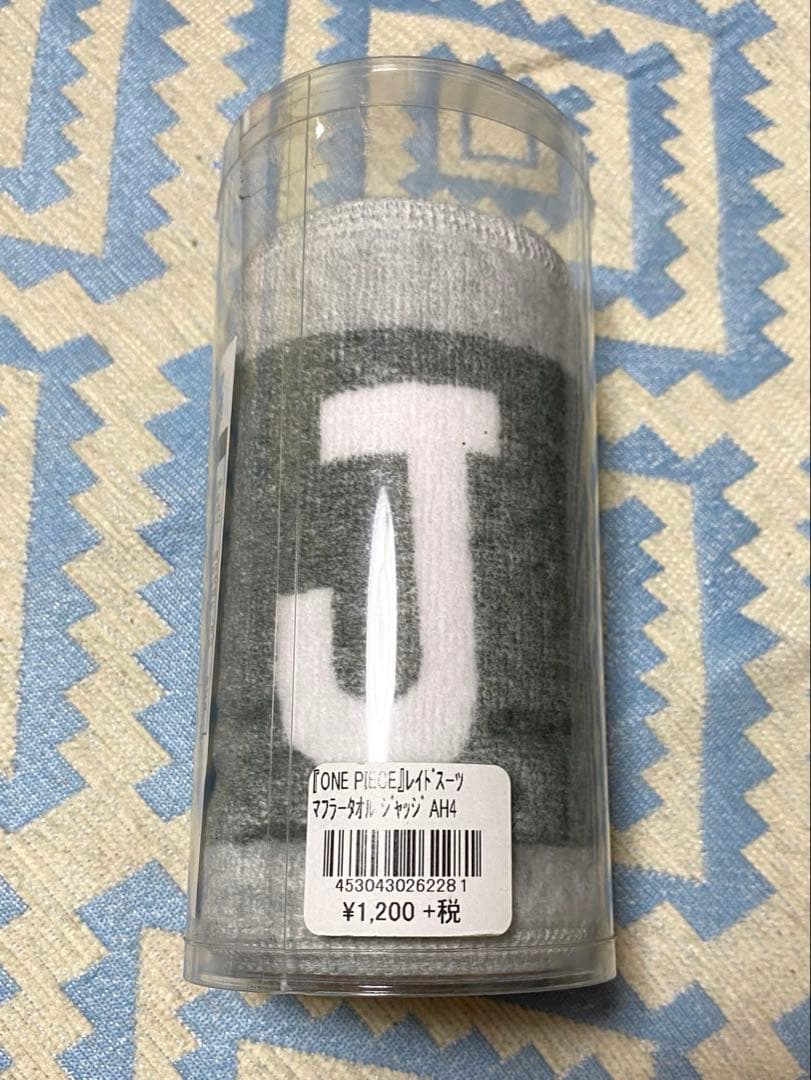 J
『ONE PIECE』ﾚｲﾄﾞｽｰﾂ
ﾏﾌﾗｰﾀｵﾙ ｼﾞｬｯｼﾞ AH4
4530430262281
¥1,200 +税